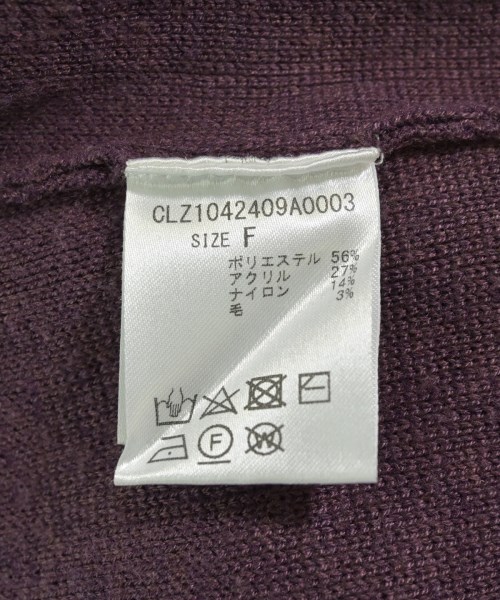 CLZ1042409A0003
SIZE F
ポリエステル 56%
アクリル 27%
ナイロン 14%
毛 3%
F
W